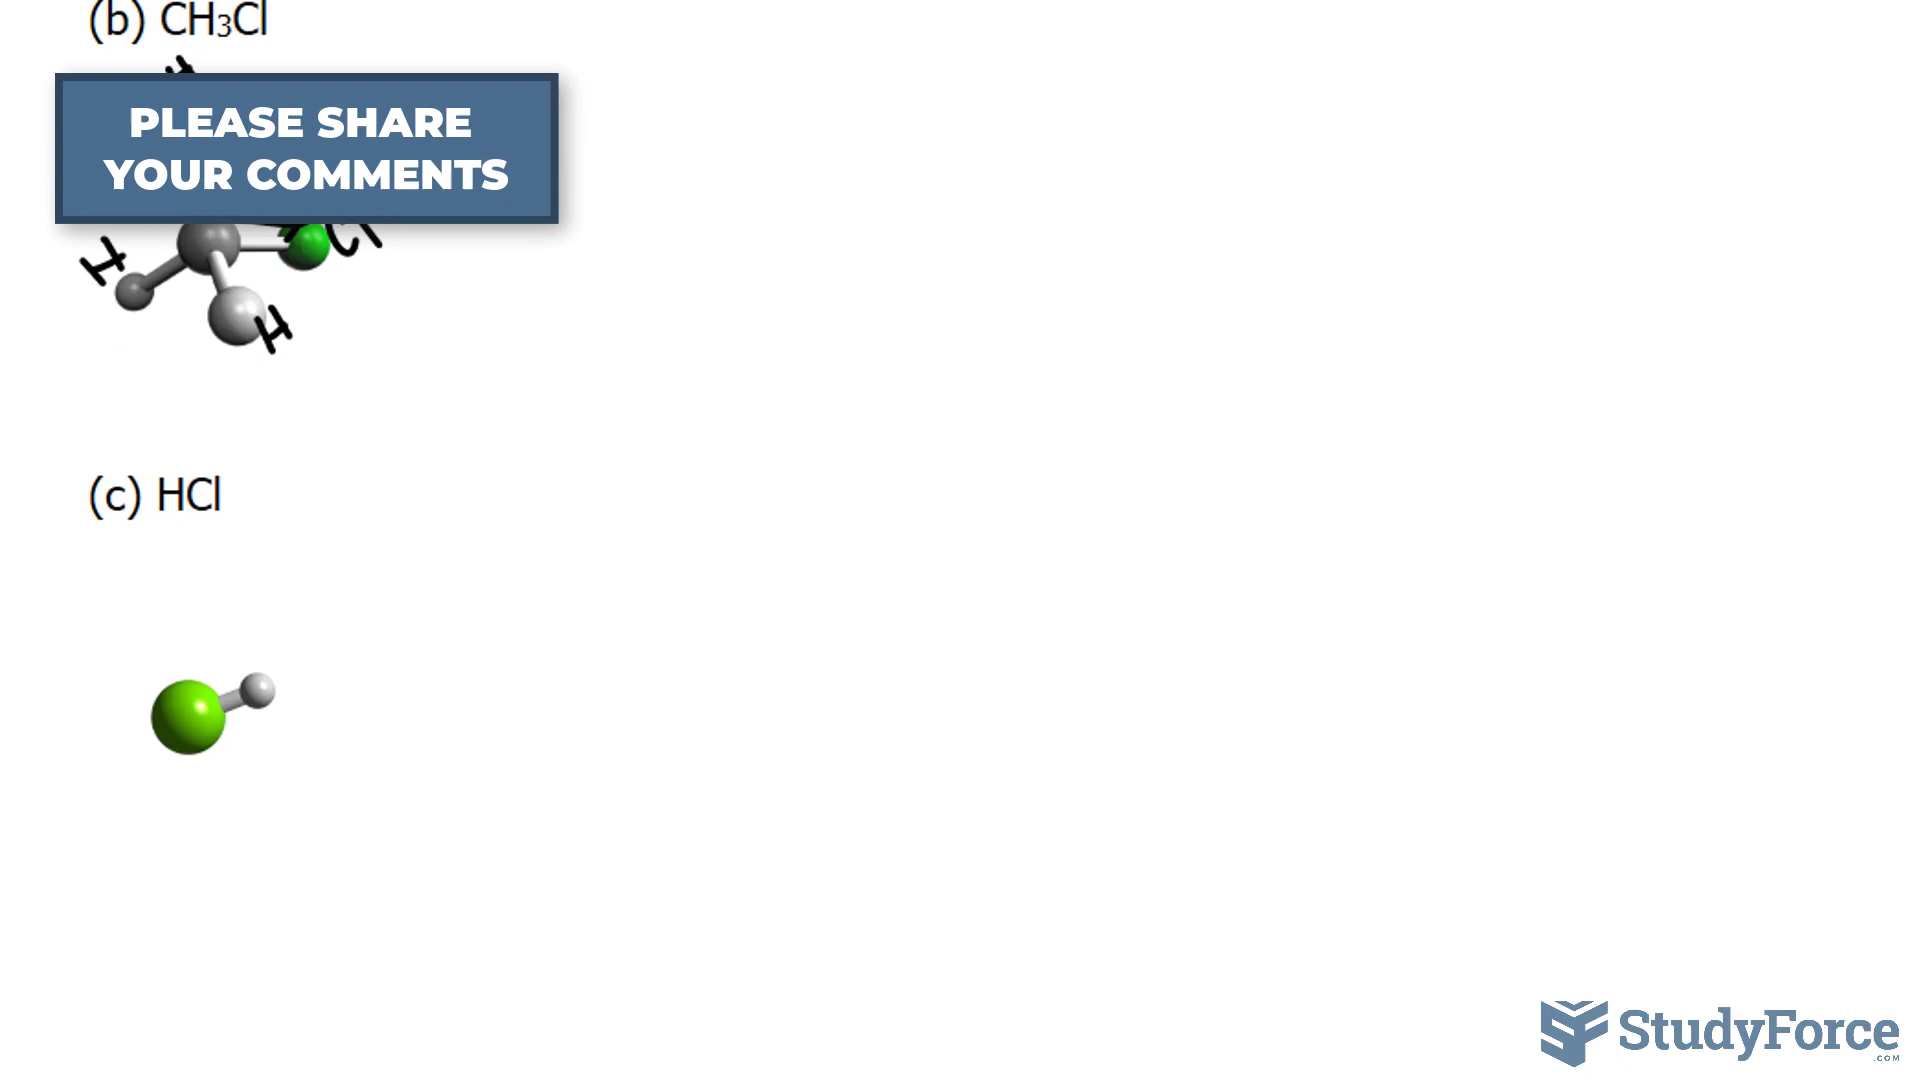 (b) CH₃Cl
H
PLEASE SHARE
YOUR COMMENTS
H
Cl
H
(c) HCl
StudyForce
.COM